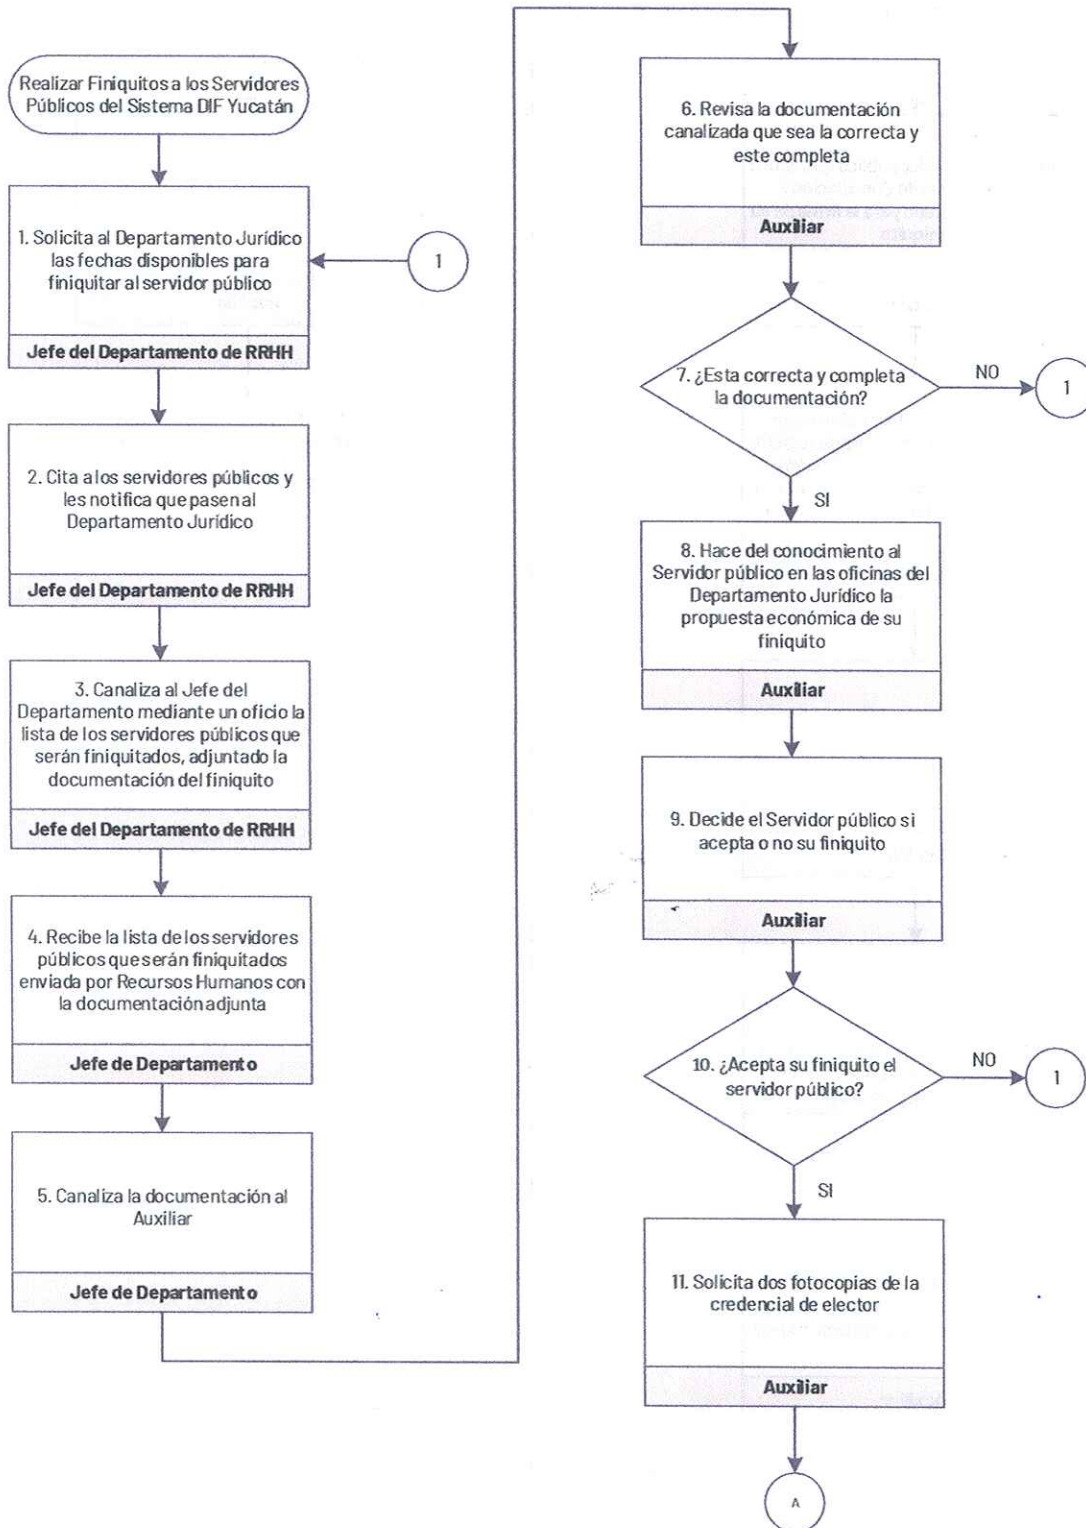 Realizar Finiquitos a los Servidores
Públicos del Sistema DIF Yucatán
1. Solicita al Departamento Jurídico
las fechas disponibles para
finiquitar al servidor público
Jefe del Departamento de RRHH
1
2. Cita a los servidores públicos y
les notifica que pasen al
Departamento Jurídico
Jefe del Departamento de RRHH
3. Canaliza al Jefe del
Departamento mediante un oficio la
lista de los servidores públicos que
serán finiquitados, adjuntado la
documentación del finiquito
Jefe del Departamento de RRHH
4. Recibe la lista de los servidores
públicos que serán finiquitados
enviada por Recursos Humanos con
la documentación adjunta
Jefe de Departamento
5. Canaliza la documentación al
Auxiliar
Jefe de Departamento
6. Revisa la documentación
canalizada que sea la correcta y
este completa
Auxiliar
7. ¿Esta correcta y completa
la documentación?
NO
1
SI
8. Hace del conocimiento al
Servidor público en las oficinas del
Departamento Jurídico la
propuesta económica de su
finiquito
Auxiliar
9. Decide el Servidor público si
acepta o no su finiquito
Auxiliar
10. ¿Acepta su finiquito el
servidor público?
NO
1
SI
11. Solicita dos fotocopias de la
credencial de elector
Auxiliar
A